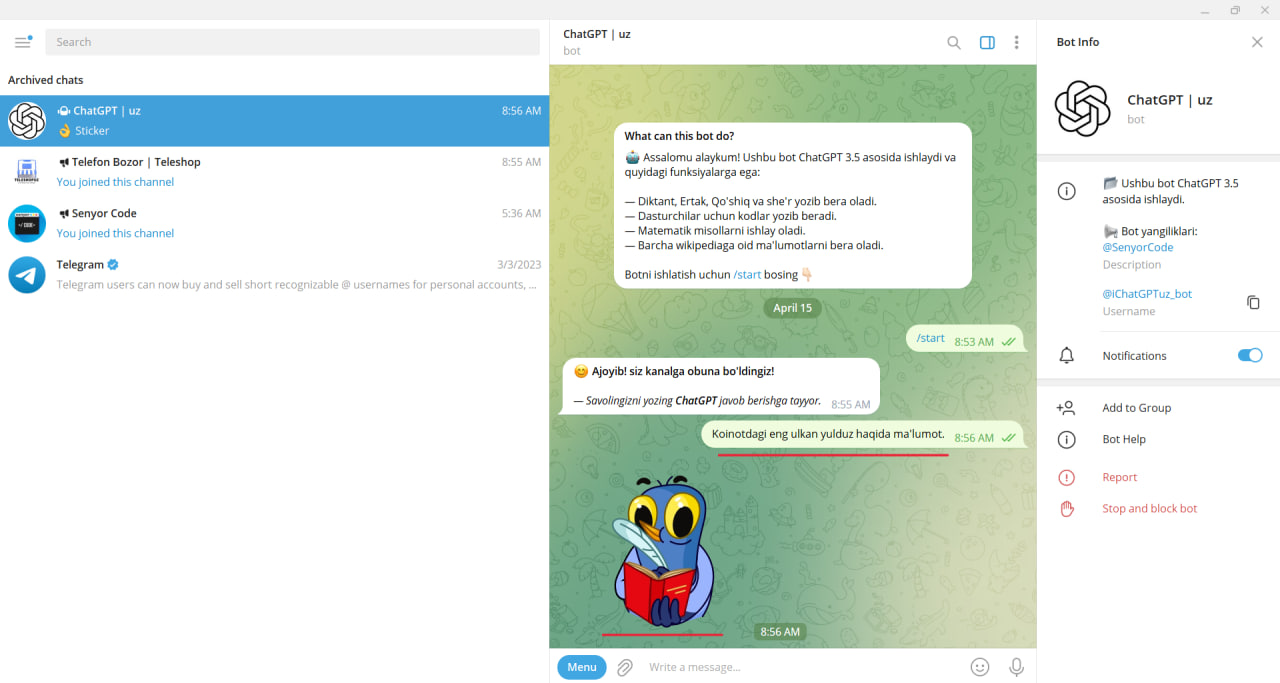 Search
Archived chats
ChatGPT | uz
8:56 AM
👌 Sticker
Telefon Bozor | Teleshop
8:55 AM
You joined this channel
Senyor Code
5:36 AM
You joined this channel
Telegram
3/3/2023
Telegram users can now buy and sell short recognizable @ usernames for personal accounts, ...
ChatGPT | uz
bot
What can this bot do?
🤖 Assalomu alaykum! Ushbu bot ChatGPT 3.5 asosida ishlaydi va
quyidagi funksiyalarga ega:
— Diktant, Ertak, Qo'shiq va she'r yozib bera oladi.
— Dasturchilar uchun kodlar yozib beradi.
— Matematik misollarni ishlay oladi.
— Barcha wikipediaga oid ma'lumotlarni bera oladi.
Botni ishlatish uchun /start bosing 👇🏻
April 15
/start 8:53 AM
😊 Ajoyib! siz kanalga obuna bo'ldingiz!
— Savolingizni yozing ChatGPT javob berishga tayyor. 8:55 AM
Koinotdagi eng ulkan yulduz haqida ma'lumot. 8:56 AM
8:56 AM
Menu
Write a message...
Bot Info
ChatGPT | uz
bot
📂 Ushbu bot ChatGPT 3.5
asosida ishlaydi.
📢 Bot yangiliklari:
@SenyorCode
Description
@iChatGPTuz_bot
Username
Notifications
Add to Group
Bot Help
Report
Stop and block bot